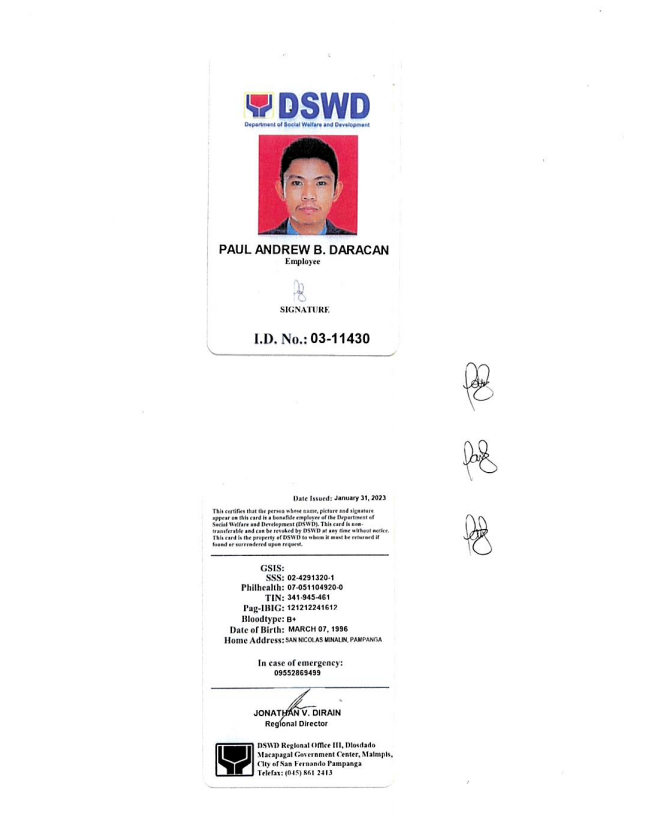 DSWD
Department of Social Welfare and Development
PAUL ANDREW B. DARACAN
Employee
SIGNATURE
I.D. No.: 03-11430
Date Issued: January 31, 2023
This certifies that the person whose name, picture and signature
appear on this card is a bonafide employee of the Department of
Social Welfare and Development (DSWD). This card is non-
transferable and can be revoked by DSWD at any time without notice.
This card is the property of DSWD to whom it must be returned if
found or surrendered upon request.
GSIS:
SSS: 02-4291320-1
Philhealth: 07-051104920-0
TIN: 341-945-461
Pag-IBIG: 121212241612
Bloodtype: B+
Date of Birth: MARCH 07, 1996
Home Address: SAN NICOLAS MINALIN, PAMPANGA
In case of emergency:
09552869499
JONATHAN V. DIRAIN
Regional Director
DSWD Regional Office III, Diosdado
Macapagal Government Center, Maimpis,
City of San Fernando Pampanga
Telefax: (045) 861 2413